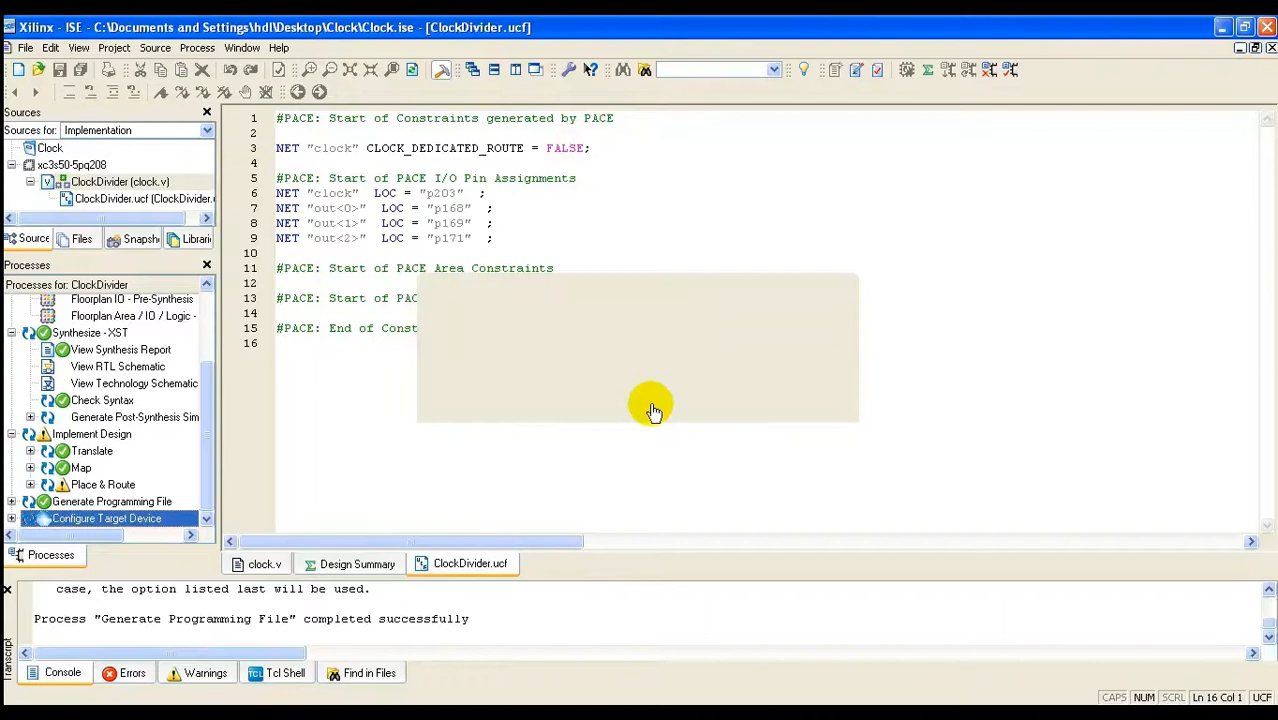 Xilinx - ISE - C:\Documents and Settings\hdl\Desktop\Clock\Clock.ise - [ClockDivider.ucf]
File Edit View Project Source Process Window Help
Sources
Sources for: Implementation
Clock
xc3s50-5pq208
ClockDivider (clock.v)
ClockDivider.ucf (ClockDivider.
Source Files Snapsh Librari
Processes
Processes for: ClockDivider
Floorplan IO - Pre-Synthesis
Floorplan Area / IO / Logic -
Synthesize - XST
View Synthesis Report
View RTL Schematic
View Technology Schematic
Check Syntax
Generate Post-Synthesis Sim
Implement Design
Translate
Map
Place & Route
Generate Programming File
Configure Target Device
Processes
1 #PACE: Start of Constraints generated by PACE
2
3 NET "clock" CLOCK_DEDICATED_ROUTE = FALSE;
4
5 #PACE: Start of PACE I/O Pin Assignments
6 NET "clock" LOC = "p203" ;
7 NET "out<0>" LOC = "p168" ;
8 NET "out<1>" LOC = "p169" ;
9 NET "out<2>" LOC = "p171" ;
10
11 #PACE: Start of PACE Area Constraints
12
13 #PACE: Start of PAC
14
15 #PACE: End of Const
16
clock.v Design Summary ClockDivider.ucf
case, the option listed last will be used.
Process "Generate Programming File" completed successfully
Transcript
Console Errors Warnings TCL Tcl Shell Find in Files
CAPS NUM SCRL Ln 16 Col 1 UCF